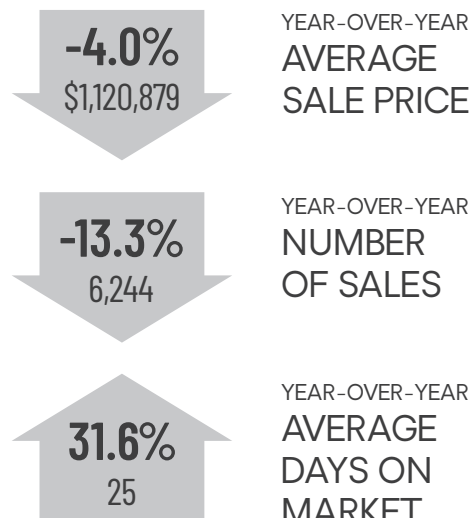 -4.0%
$1,120,879
YEAR-OVER-YEAR
AVERAGE
SALE PRICE
-13.3%
6,244
YEAR-OVER-YEAR
NUMBER
OF SALES
31.6%
25
YEAR-OVER-YEAR
AVERAGE
DAYS ON
MARKET